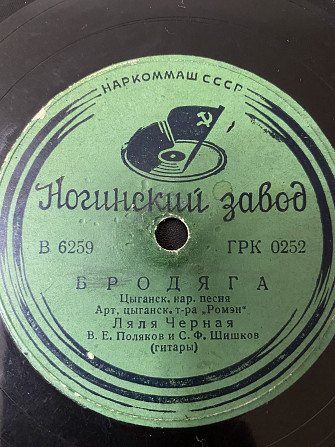 НАРКОММАШ СССР
Ногинский завод
В 6259 ГРК 0252
БРОДЯГА
Цыганск. нар. песня
Арт. цыганск. т-ра „Ромэн"
Ляля Черная
В. Е. Поляков и С. Ф. Шишков
(гитары)